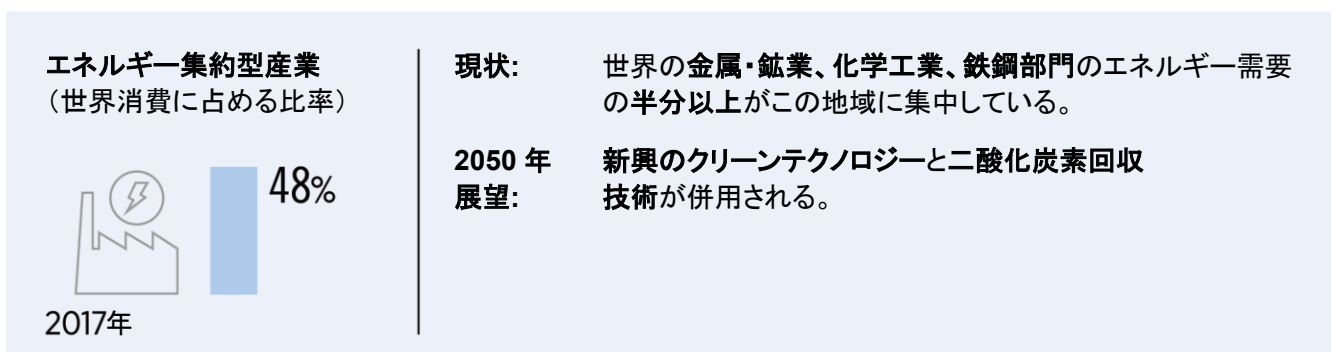 エネルギー集約型産業
（世界消費に占める比率）
48%
2017年
現状: 世界の金属・鉱業、化学工業、鉄鋼部門のエネルギー需要
の半分以上がこの地域に集中している。
2050 年 新興のクリーンテクノロジーと二酸化炭素回収
展望: 技術が併用される。